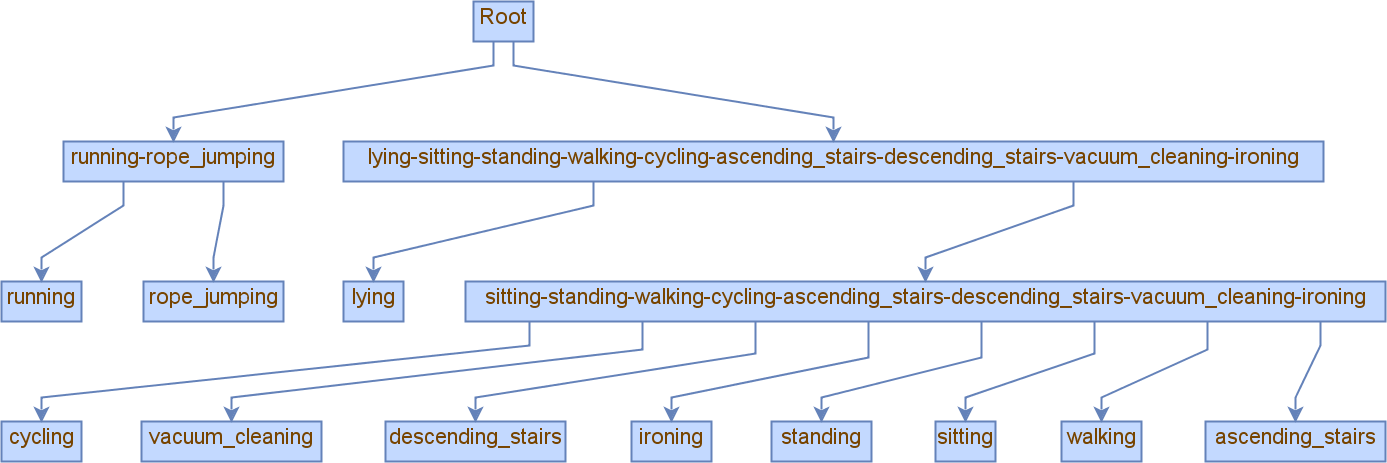 Root
running-rope_jumping
lying-sitting-standing-walking-cycling-ascending_stairs-descending_stairs-vacuum_cleaning-ironing
running
rope_jumping
lying
sitting-standing-walking-cycling-ascending_stairs-descending_stairs-vacuum_cleaning-ironing
cycling
vacuum_cleaning
descending_stairs
ironing
standing
sitting
walking
ascending_stairs